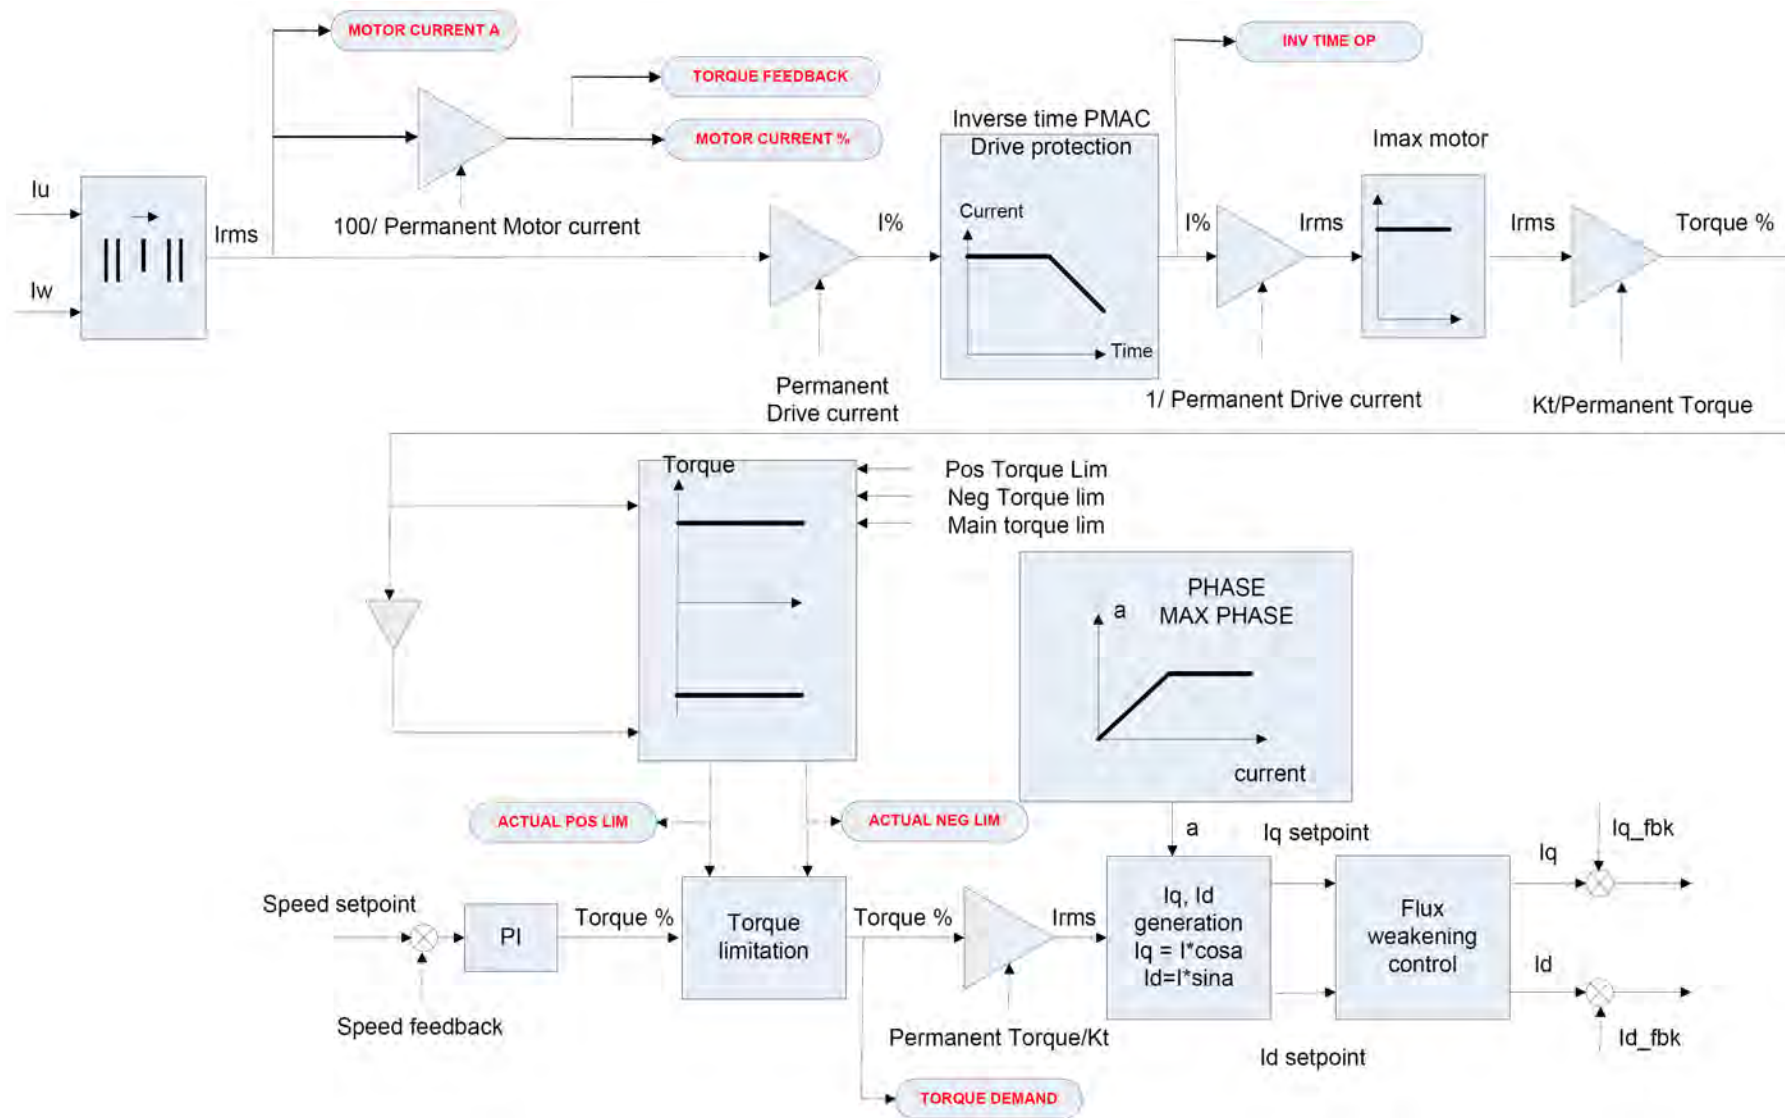 MOTOR CURRENT A
INV TIME OP
TORQUE FEEDBACK
MOTOR CURRENT %
Inverse time PMAC
Drive protection
Imax motor
Iu
Irms
100/ Permanent Motor current
I%
Current
I%
Irms
Irms
Torque %
Iw
Time
Permanent
Drive current
1/ Permanent Drive current
Kt/Permanent Torque
Torque
Pos Torque Lim
Neg Torque lim
Main torque lim
PHASE
MAX PHASE
a
current
ACTUAL POS LIM
ACTUAL NEG LIM
a
Iq setpoint
Iq_fbk
Iq
Speed setpoint
PI
Torque %
Torque
limitation
Torque %
Irms
Iq, Id
generation
Iq = I*cosa
Id=I*sina
Flux
weakening
control
Id
Speed feedback
Permanent Torque/Kt
Id setpoint
Id_fbk
TORQUE DEMAND